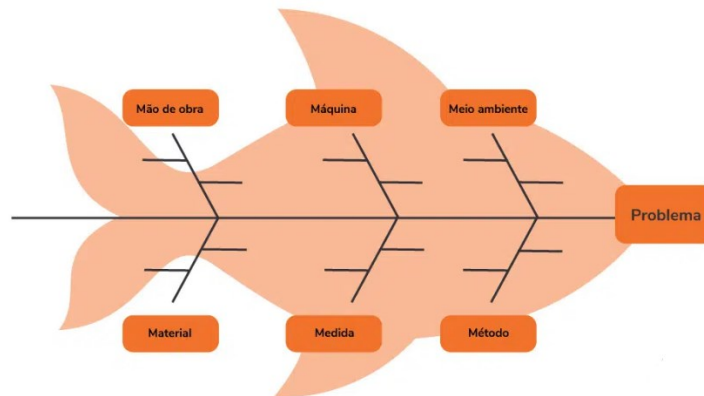 Mão de obra
Máquina
Meio ambiente
Problema
Material
Medida
Método